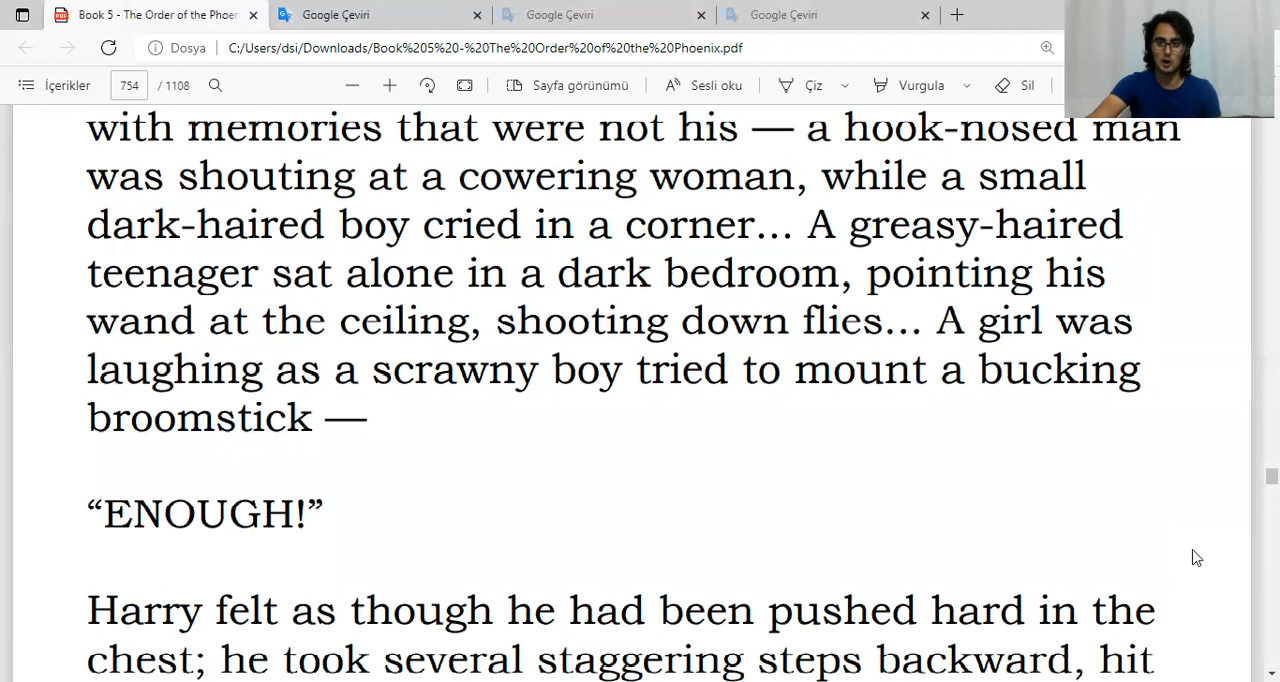 Book 5 - The Order of the Phoen
Google Çeviri
Google Çeviri
Google Çeviri
Dosya
C:/Users/dsi/Downloads/Book%205%20-%20The%20Order%20of%20the%20Phoenix.pdf
İçerikler
754 / 1108
Sayfa görünümü
Sesli oku
Çiz
Vurgula
Sil
with memories that were not his — a hook-nosed man
was shouting at a cowering woman, while a small
dark-haired boy cried in a corner… A greasy-haired
teenager sat alone in a dark bedroom, pointing his
wand at the ceiling, shooting down flies… A girl was
laughing as a scrawny boy tried to mount a bucking
broomstick —
“ENOUGH!”
Harry felt as though he had been pushed hard in the
chest; he took several staggering steps backward, hit